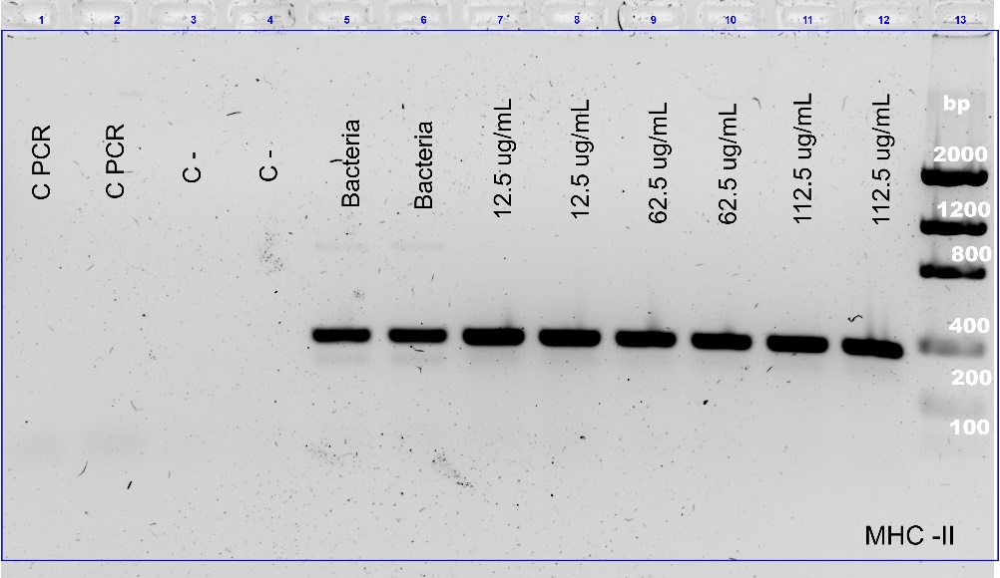 1 2 3 4 5 6 7 8 9 10 11 12 13
C PCR
C PCR
C -
C -
Bacteria
Bacteria
12.5 ug/mL
12.5 ug/mL
62.5 ug/mL
62.5 ug/mL
112.5 ug/mL
112.5 ug/mL
bp
2000
1200
800
400
200
100
MHC -II